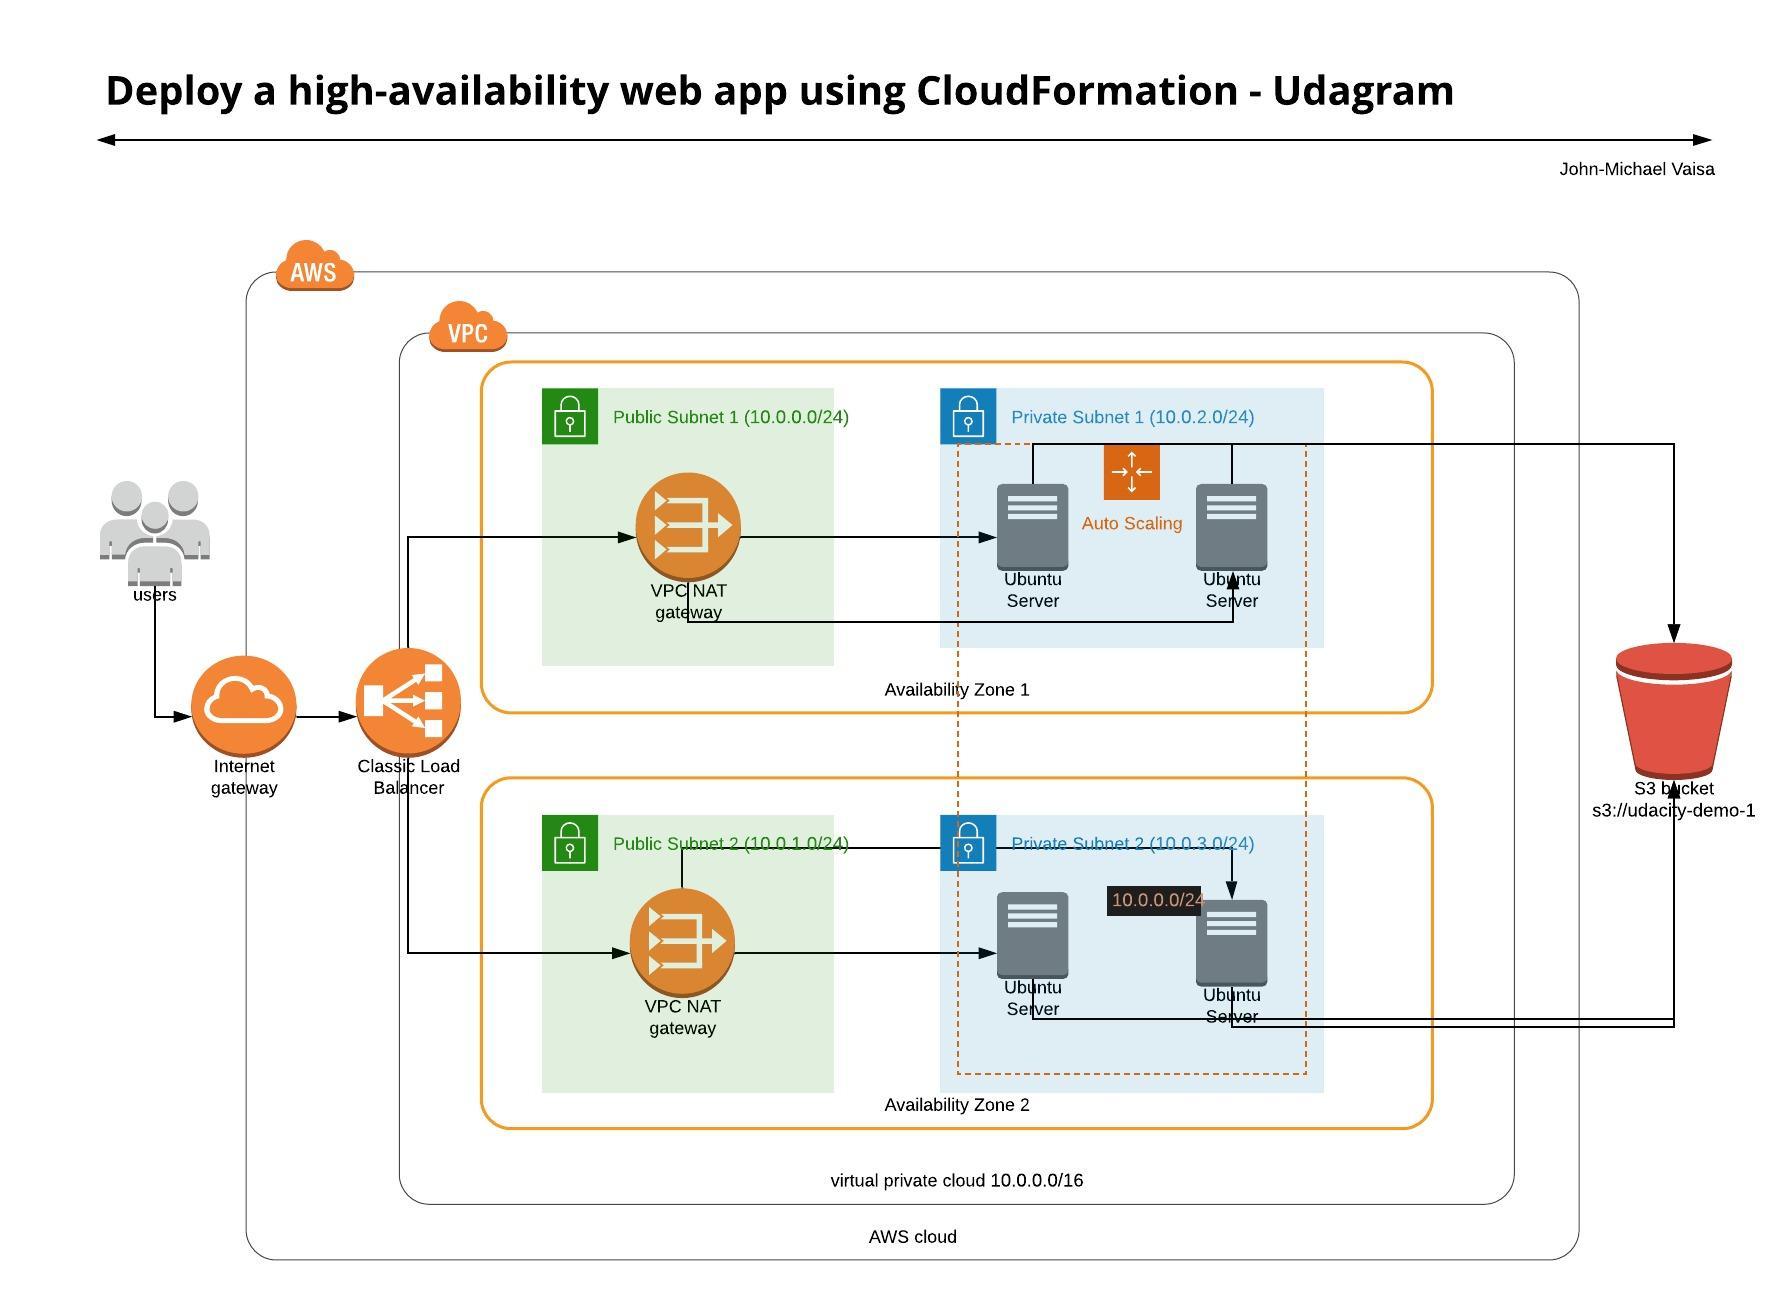 Deploy a high-availability web app using CloudFormation - Udagram
John-Michael Vaisa
AWS
VPC
Public Subnet 1 (10.0.0.0/24)
Private Subnet 1 (10.0.2.0/24)
Auto Scaling
VPC NAT
gateway
Ubuntu
Server
Ubuntu
Server
users
Availability Zone 1
Internet
gateway
Classic Load
Balancer
S3 bucket
s3://udacity-demo-1
Public Subnet 2 (10.0.1.0/24)
Private Subnet 2 (10.0.3.0/24)
10.0.0.0/24
VPC NAT
gateway
Ubuntu
Server
Ubuntu
Server
Availability Zone 2
virtual private cloud 10.0.0.0/16
AWS cloud